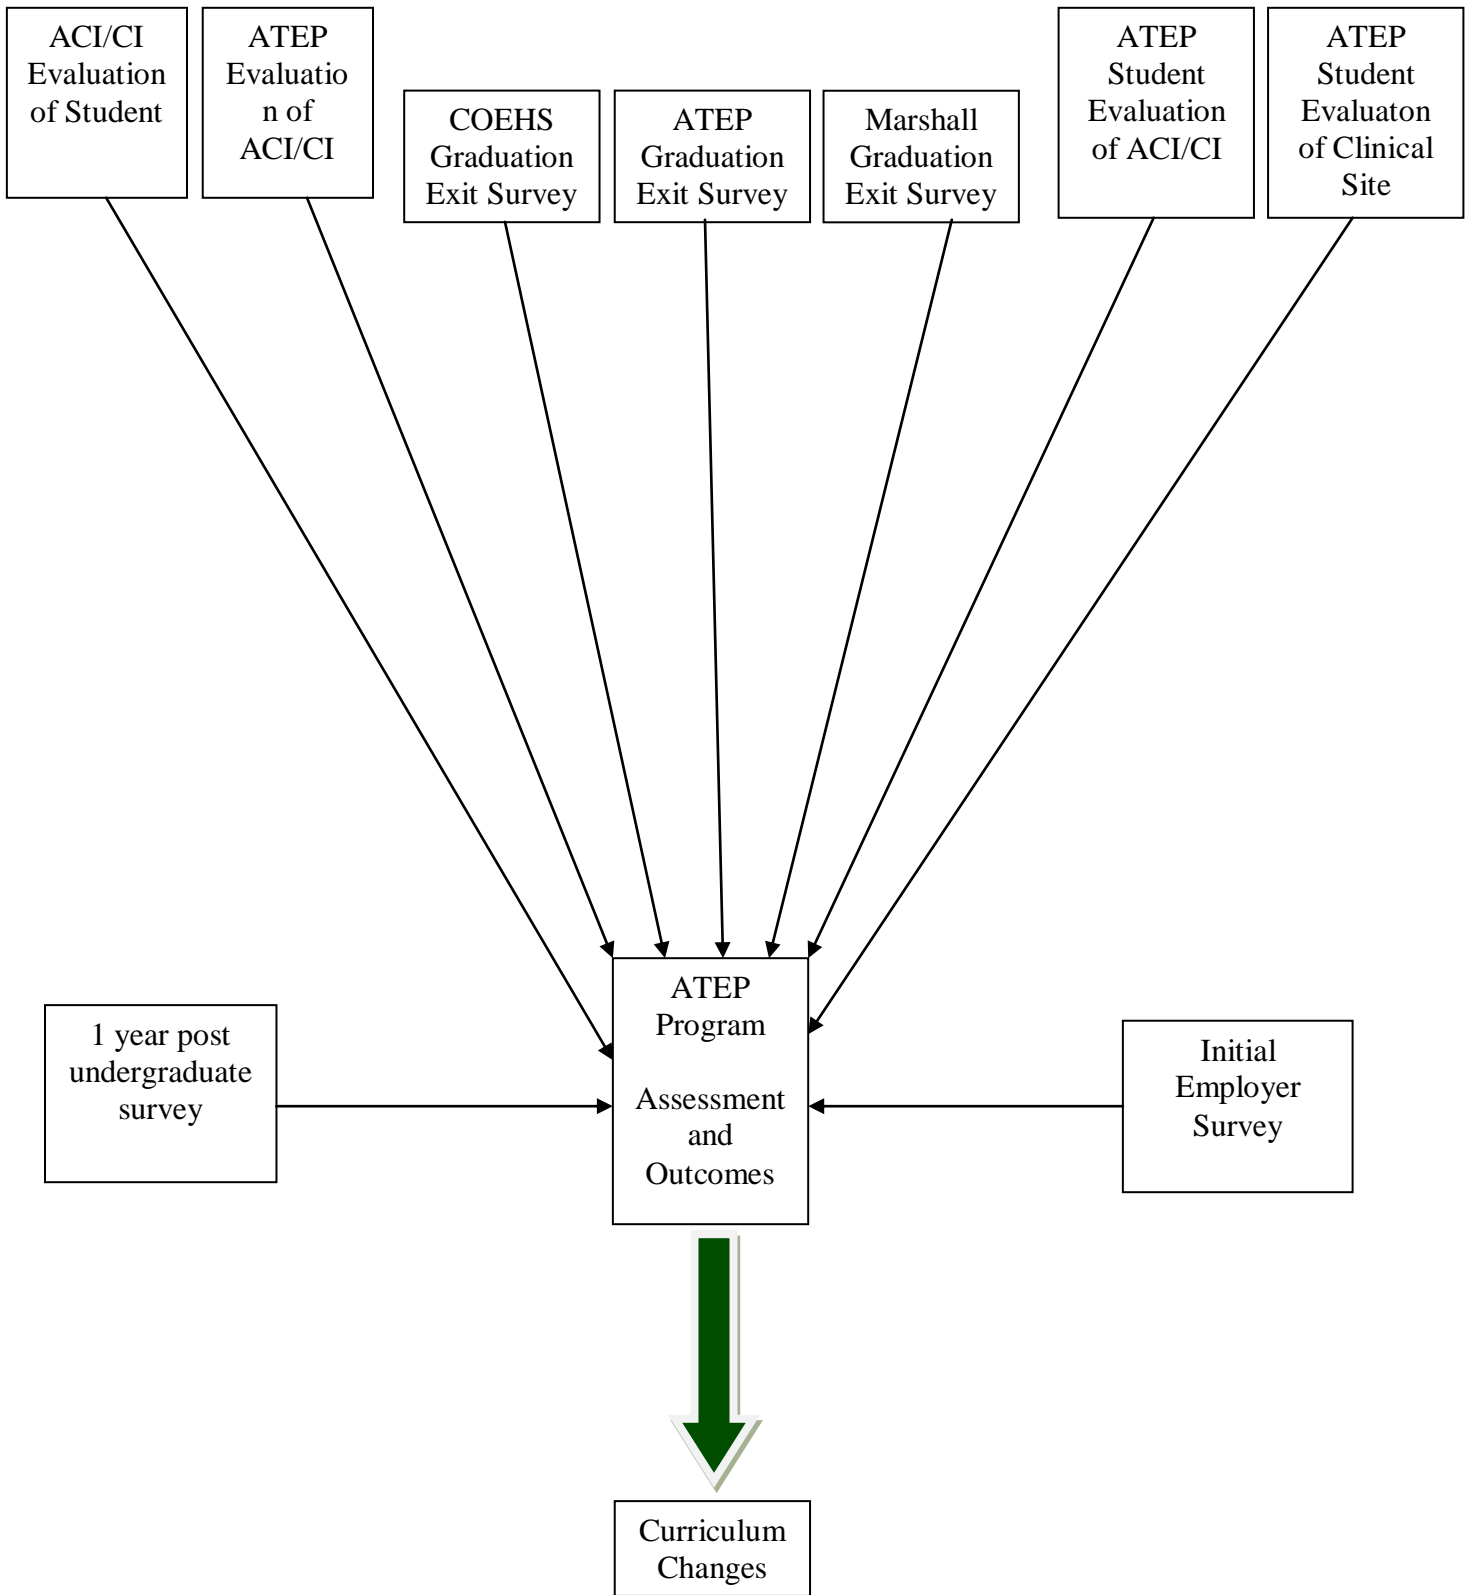 ACI/CI
Evaluation
of Student
ATEP
Evaluatio
n of
ACI/CI
COEHS
Graduation
Exit Survey
ATEP
Graduation
Exit Survey
Marshall
Graduation
Exit Survey
ATEP
Student
Evaluation
of ACI/CI
ATEP
Student
Evaluaton
of Clinical
Site
1 year post
undergraduate
survey
ATEP
Program
Assessment
and
Outcomes
Initial
Employer
Survey
Curriculum
Changes